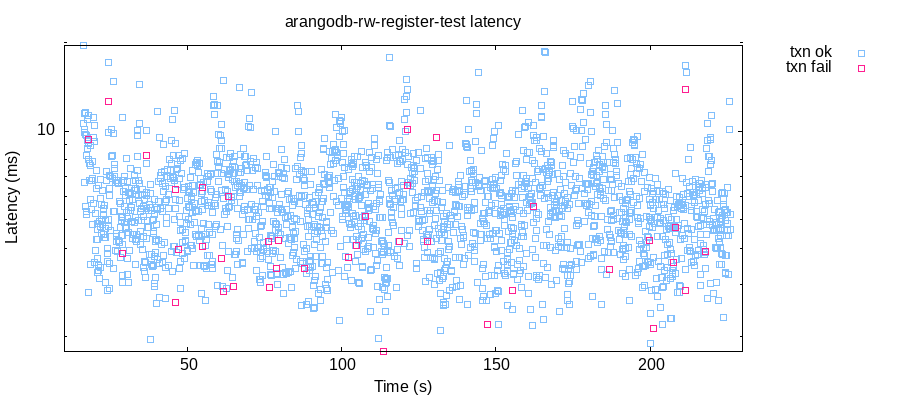 arangodb-rw-register-test latency
txn ok
txn fail
10
Latency (ms)
50 100 150 200
Time (s)